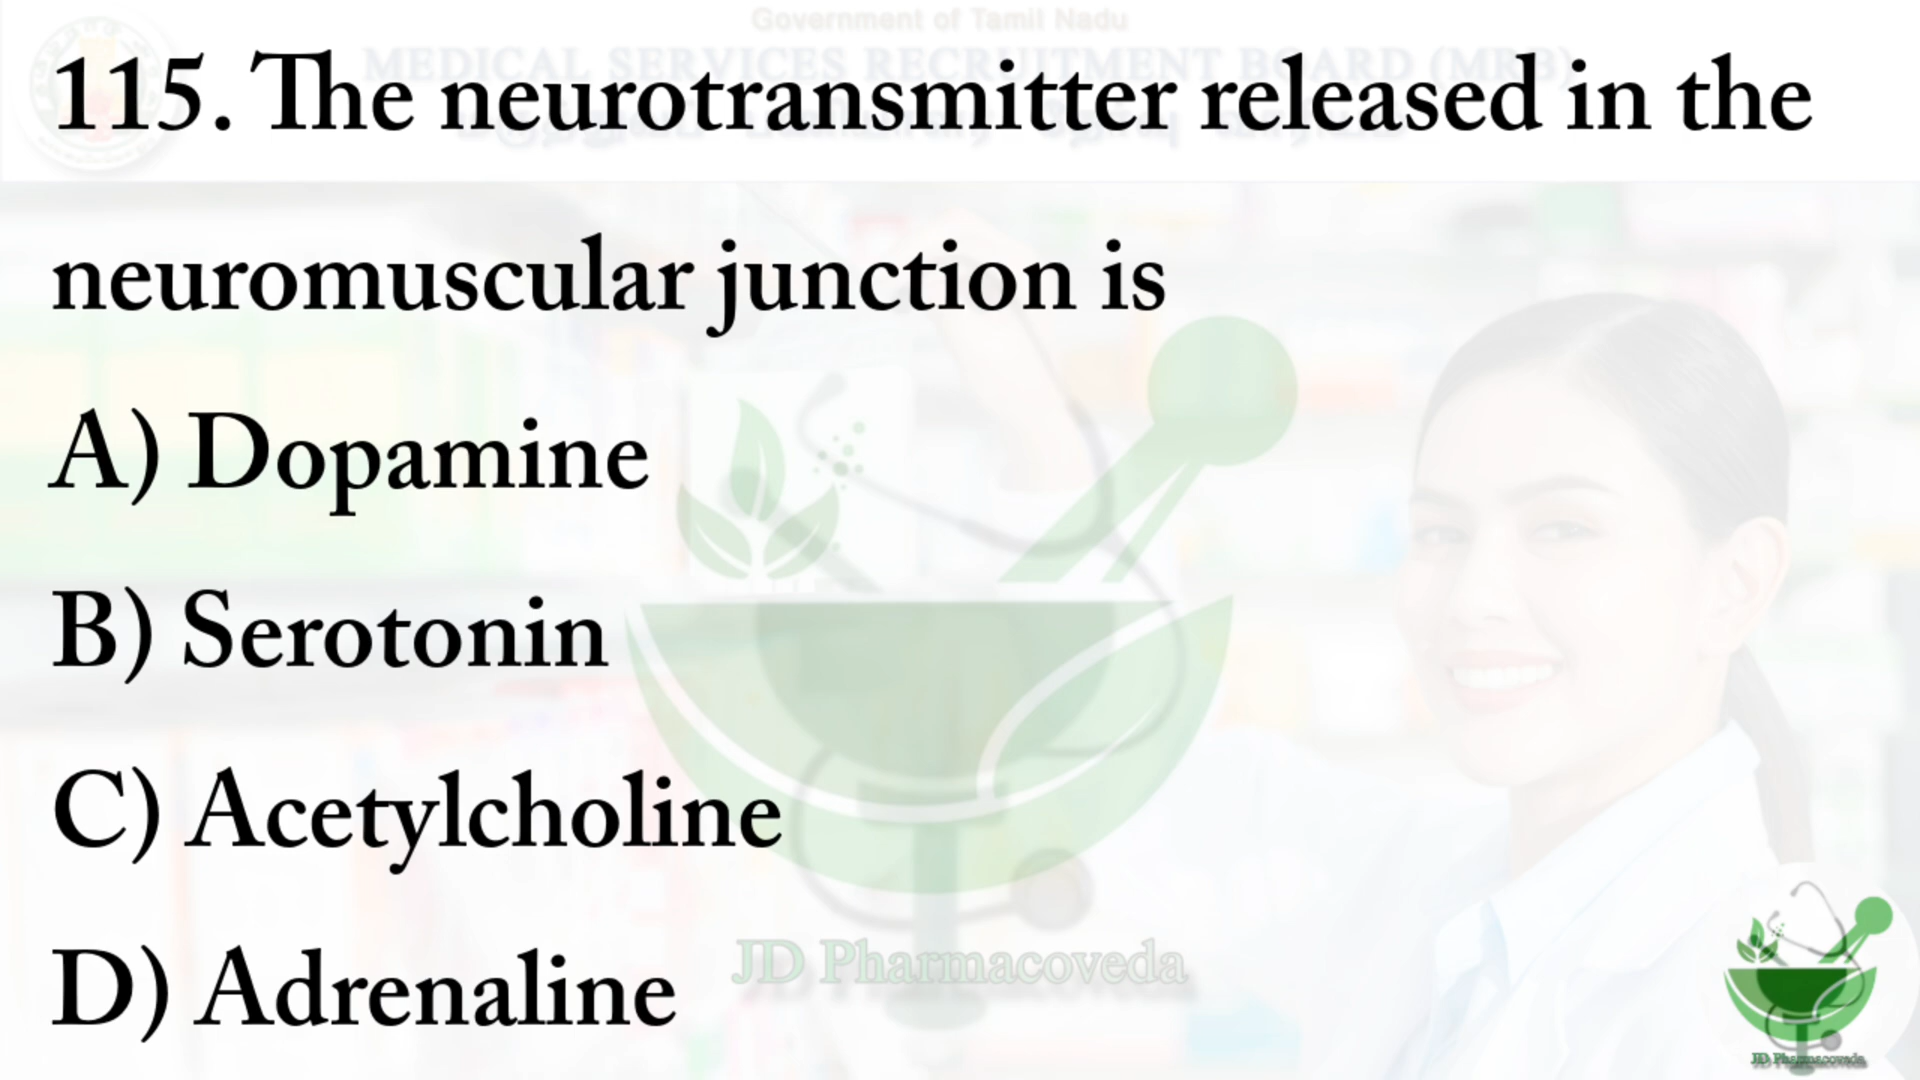 Government of Tamil Nadu
MEDICAL SERVICES RECRUITMENT BOARD (MRB)
115. The neurotransmitter released in the
neuromuscular junction is
A) Dopamine
B) Serotonin
C) Acetylcholine
D) Adrenaline
JD Pharmacoveda
JD Pharmacoveda